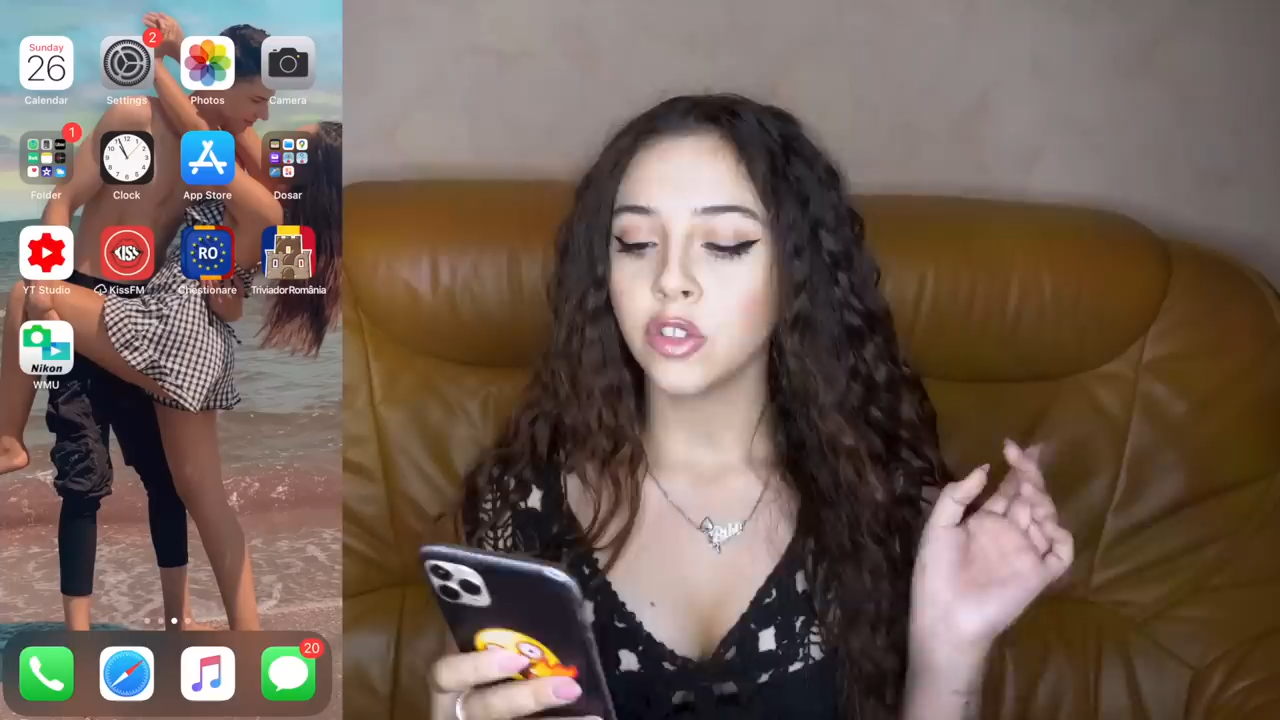 Sunday
26
2
Calendar
Settings
Photos
Camera
1
Folder
Clock
App Store
Dosar
KISS
RO
YT Studio
KissFM
Chestionare
TriviadorRomânia
Nikon
WMU
20